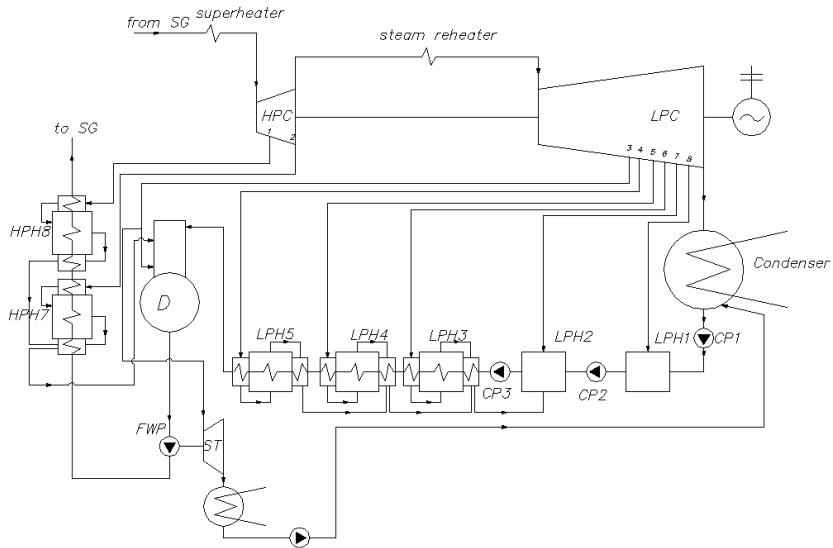 superheater
from SG
steam reheater
HPC
1
2
LPC
3 4 5 6 7 8
to SG
HPH8
HPH7
D
Condenser
LPH5
LPH4
LPH3
LPH2
LPH1
CP1
CP3
CP2
FWP
ST